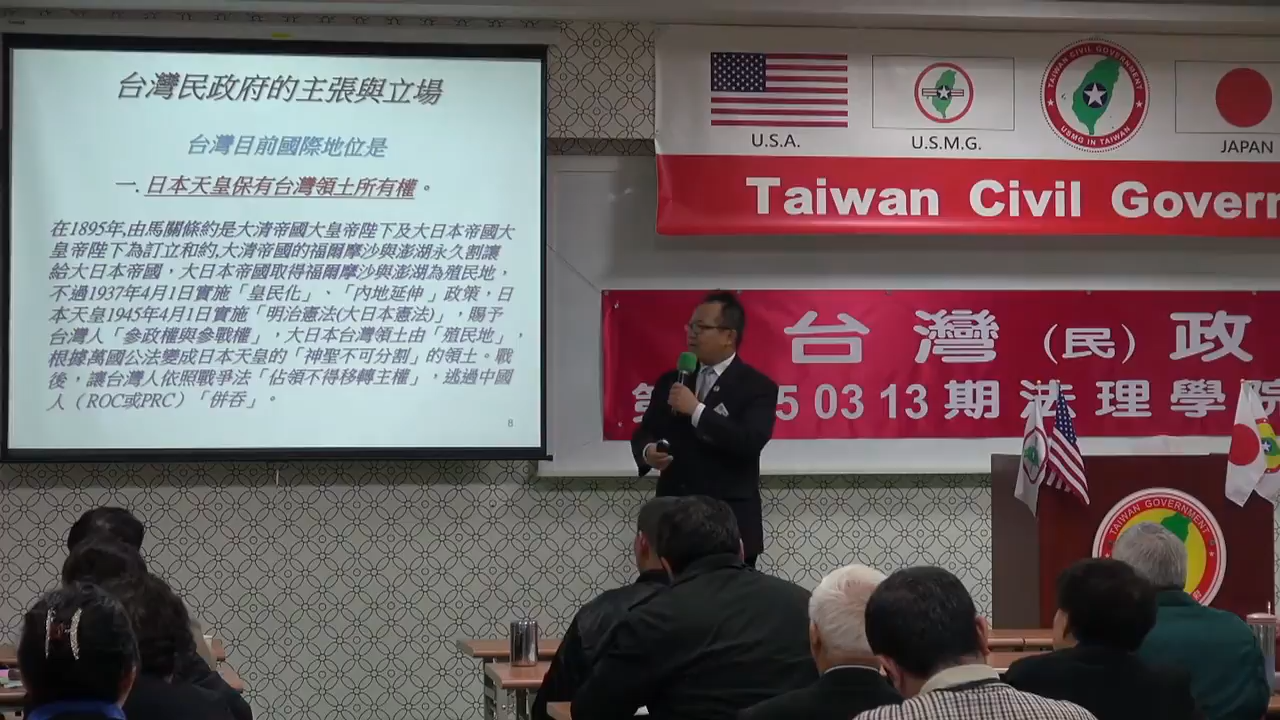 台灣民政府的主張與立場
台灣目前國際地位是
一. 日本天皇保有台灣領土所有權。
在1895年,由馬關條約是大清帝國大皇帝陛下及大日本帝國大
皇帝陛下為訂立和約,大清帝國的福爾摩沙與澎湖永久割讓
給大日本帝國，大日本帝國取得福爾摩沙與澎湖為殖民地，
不過1937年4月1日實施「皇民化」、「內地延伸」政策，日
本天皇1945年4月1日實施「明治憲法(大日本憲法)」，賜予
台灣人「參政權與參戰權」，大日本台灣領土由「殖民地」，
根據萬國公法變成日本天皇的「神聖不可分割」的領土。戰
後，讓台灣人依照戰爭法「佔領不得移轉主權」，逃過中國
人（ROC或PRC）「併吞」。
8
U.S.A.
U.S.M.G.
TAIWAN CIVIL GOVERNMENT
USMG IN TAIWAN
JAPAN
Taiwan Civil Govern
台灣(民)政
5 03 13 期 法理學院
TAIWAN GOVERNMENT